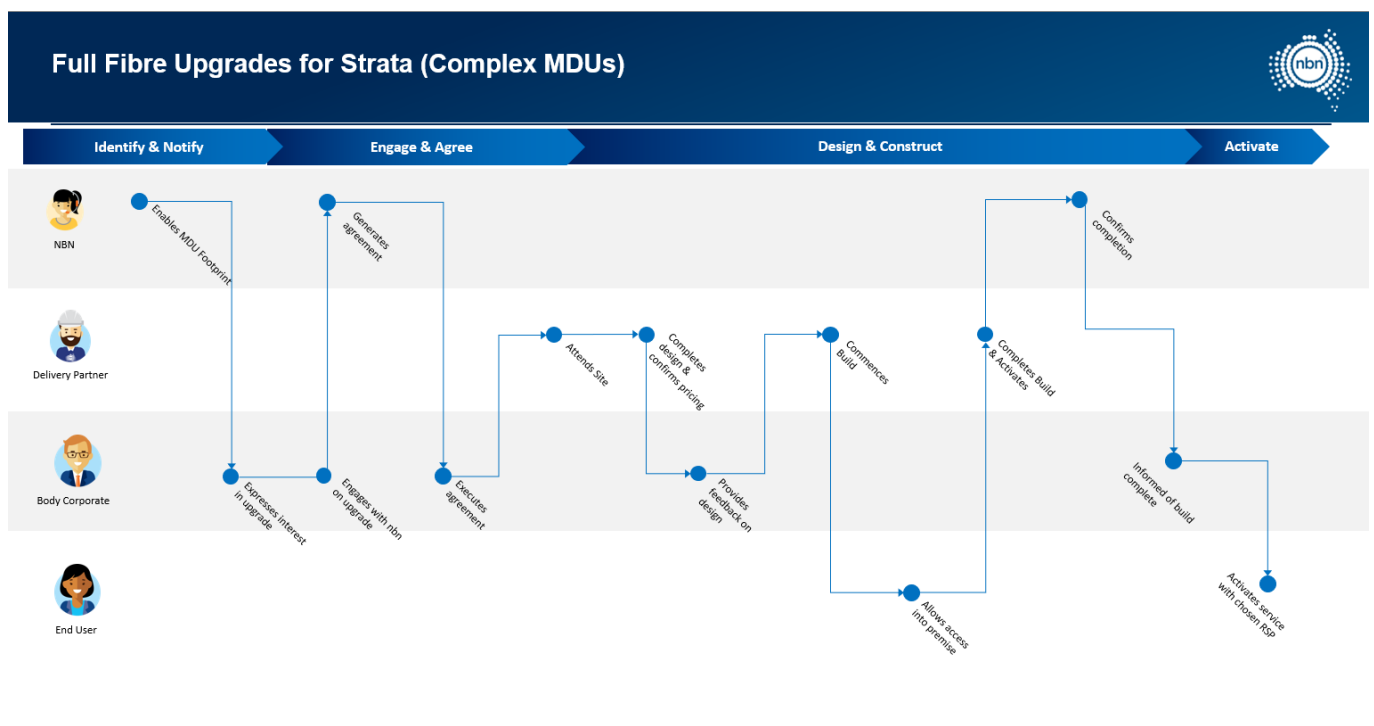 Full Fibre Upgrades for Strata (Complex MDUs)
nbn
Identify & Notify
Engage & Agree
Design & Construct
Activate
NBN
Enables MDU Footprint
Generates
agreement
Confirms
completion
Delivery Partner
Attends Site
Completes
design &
confirms pricing
Commences
Build
Completes Build
& Activates
Body Corporate
Expresses interest
in upgrade
Engages with nbn
on upgrade
Executes
agreement
Provides
feedback on
design
Informed of build
complete
End User
Allows access
into premise
Activates service
with chosen RSP